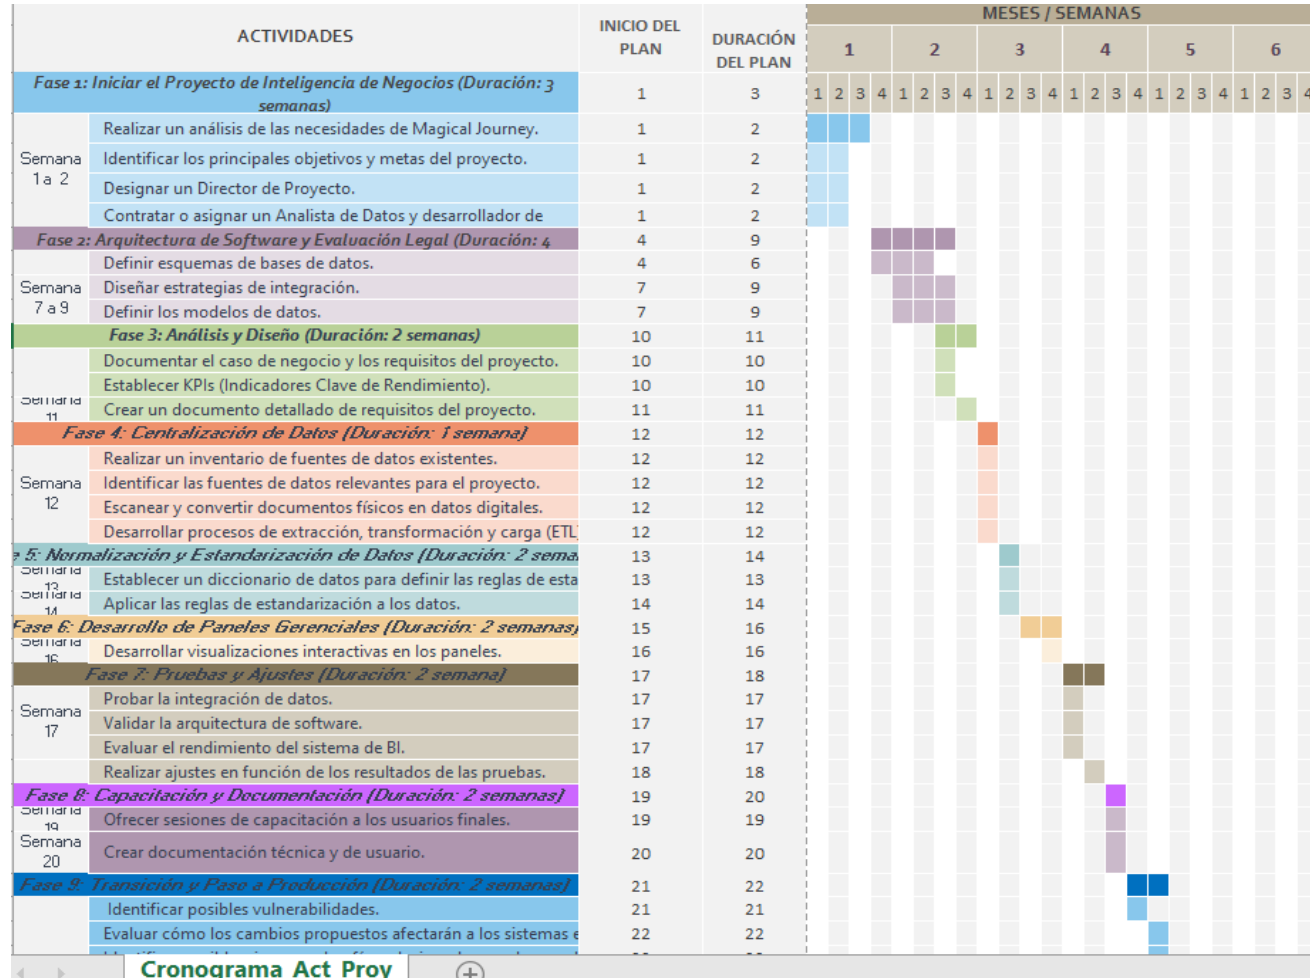 ACTIVIDADES INICIO DEL PLAN DURACIÓN DEL PLAN MESES / SEMANAS
1 2 3 4 5 6
Fase 1: Iniciar el Proyecto de Inteligencia de Negocios (Duración: 3 semanas) 1 3 1 2 3 4 1 2 3 4 1 2 3 4 1 2 3 4 1 2 3 4 1 2 3 4
Semana 1 a 2
Realizar un análisis de las necesidades de Magical Journey. 1 2
Identificar los principales objetivos y metas del proyecto. 1 2
Designar un Director de Proyecto. 1 2
Contratar o asignar un Analista de Datos y desarrollador de 1 2
Fase 2: Arquitectura de Software y Evaluación Legal (Duración: 4 4 9
Definir esquemas de bases de datos. 4 6
Semana 7 a 9
Diseñar estrategias de integración. 7 9
Definir los modelos de datos. 7 9
Fase 3: Análisis y Diseño (Duración: 2 semanas) 10 11
Documentar el caso de negocio y los requisitos del proyecto. 10 10
Establecer KPIs (Indicadores Clave de Rendimiento). 10 10
Semana 11
Crear un documento detallado de requisitos del proyecto. 11 11
Fase 4: Centralización de Datos (Duración: 1 semana) 12 12
Semana 12
Realizar un inventario de fuentes de datos existentes. 12 12
Identificar las fuentes de datos relevantes para el proyecto. 12 12
Escanear y convertir documentos físicos en datos digitales. 12 12
Desarrollar procesos de extracción, transformación y carga (ETL) 12 12
e 5: Normalización y Estandarización de Datos (Duración: 2 sema 13 14
Semana 13 Establecer un diccionario de datos para definir las reglas de esta 13 13
Semana 14 Aplicar las reglas de estandarización a los datos. 14 14
Fase 6: Desarrollo de Paneles Gerenciales (Duración: 2 semanas) 15 16
Semana 16 Desarrollar visualizaciones interactivas en los paneles. 16 16
Fase 7: Pruebas y Ajustes (Duración: 2 semana) 17 18
Semana 17
Probar la integración de datos. 17 17
Validar la arquitectura de software. 17 17
Evaluar el rendimiento del sistema de BI. 17 17
Realizar ajustes en función de los resultados de las pruebas. 18 18
Fase 8: Capacitación y Documentación (Duración: 2 semanas) 19 20
Semana 19 Ofrecer sesiones de capacitación a los usuarios finales. 19 19
Semana 20 Crear documentación técnica y de usuario. 20 20
Fase 9: Transición y Paso a Producción (Duración: 2 semanas) 21 22
Identificar posibles vulnerabilidades. 21 21
Evaluar cómo los cambios propuestos afectarán a los sistemas e 22 22
Cronograma_Act_Proy